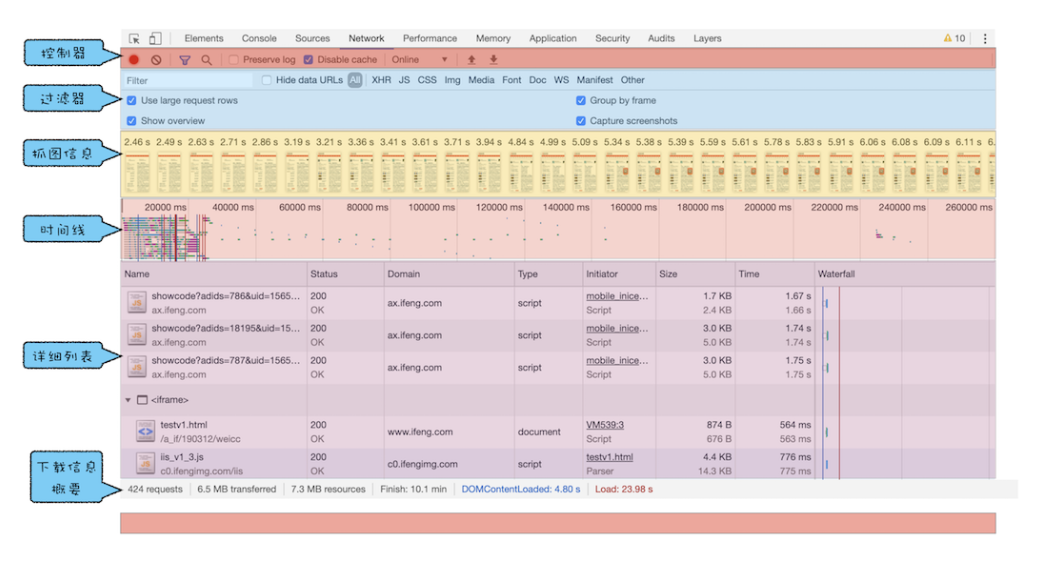 Elements Console Sources Network Performance Memory Application Security Audits Layers 10
控制器
Preserve log Disable cache Online
Filter Hide data URLs All XHR JS CSS Img Media Font Doc WS Manifest Other
过滤器
Use large request rows Group by frame
Show overview Capture screenshots
抓图信息
2.46 s 2.49 s 2.63 s 2.71 s 2.86 s 3.19 s 3.21 s 3.36 s 3.41 s 3.61 s 3.71 s 3.94 s 4.84 s 4.99 s 5.09 s 5.34 s 5.38 s 5.39 s 5.59 s 5.61 s 5.78 s 5.83 s 5.91 s 6.06 s 6.08 s 6.09 s 6.11 s 6.
时间线
20000 ms 40000 ms 60000 ms 80000 ms 100000 ms 120000 ms 140000 ms 160000 ms 180000 ms 200000 ms 220000 ms 240000 ms 260000 ms
Name Status Domain Type Initiator Size Time Waterfall
showcode?adids=786&uid=1565... 200 ax.ifeng.com script mobile_inice... 1.7 KB 1.67 s
ax.ifeng.com OK Script 2.4 KB 1.66 s
showcode?adids=18195&uid=15... 200 ax.ifeng.com script mobile_inice... 3.0 KB 1.74 s
ax.ifeng.com OK Script 5.0 KB 1.74 s
详细列表
showcode?adids=787&uid=1565... 200 ax.ifeng.com script mobile_inice... 3.0 KB 1.75 s
ax.ifeng.com OK Script 5.0 KB 1.75 s
<iframe>
testv1.html 200 www.ifeng.com document VM539:3 874 B 564 ms
/a_if/190312/weicc OK Script 676 B 563 ms
iis_v1_3.js 200 c0.ifengimg.com script testv1.html 4.4 KB 776 ms
c0.ifengimg.com/iis OK Parser 14.3 KB 775 ms
下载信息
概要
424 requests 6.5 MB transferred 7.3 MB resources Finish: 10.1 min DOMContentLoaded: 4.80 s Load: 23.98 s